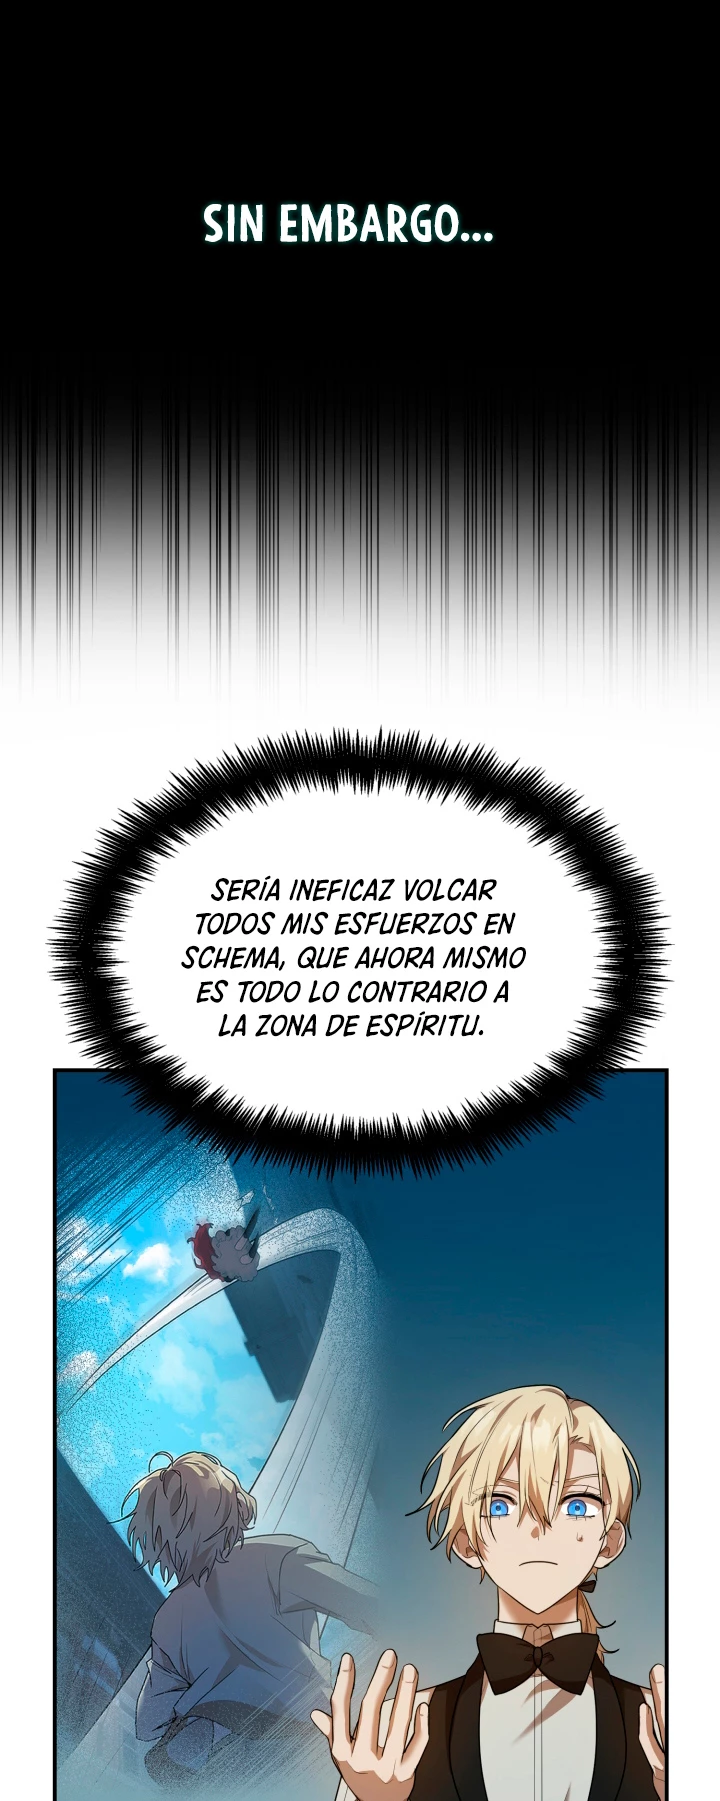 SIN EMBARGO...
SERÍA INEFICAZ VOLCAR
TODOS MIS ESFUERZOS EN
SCHEMA, QUE AHORA MISMO
ES TODO LO CONTRARIO A
LA ZONA DE ESPÍRITU.